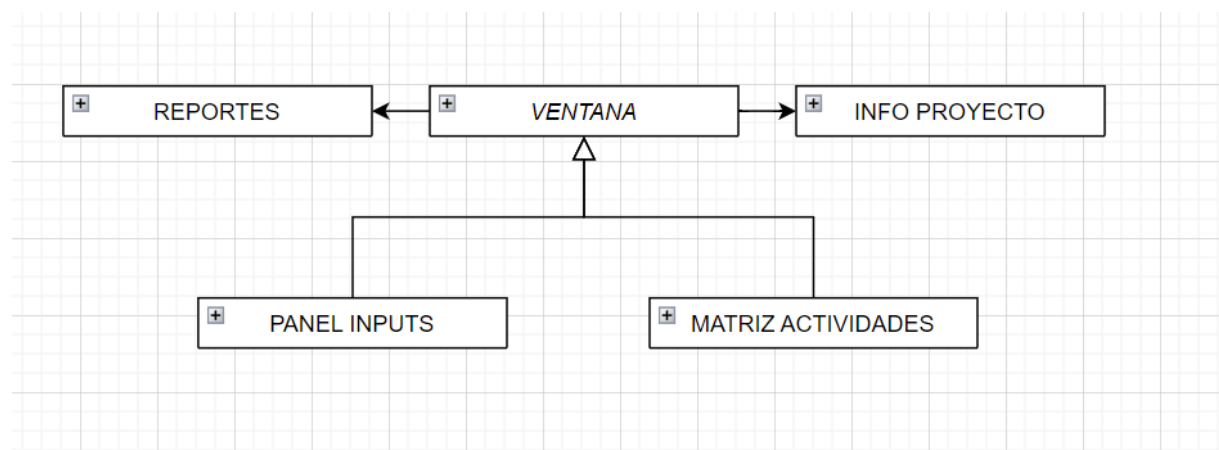 REPORTES
VENTANA
INFO PROYECTO
PANEL INPUTS
MATRIZ ACTIVIDADES